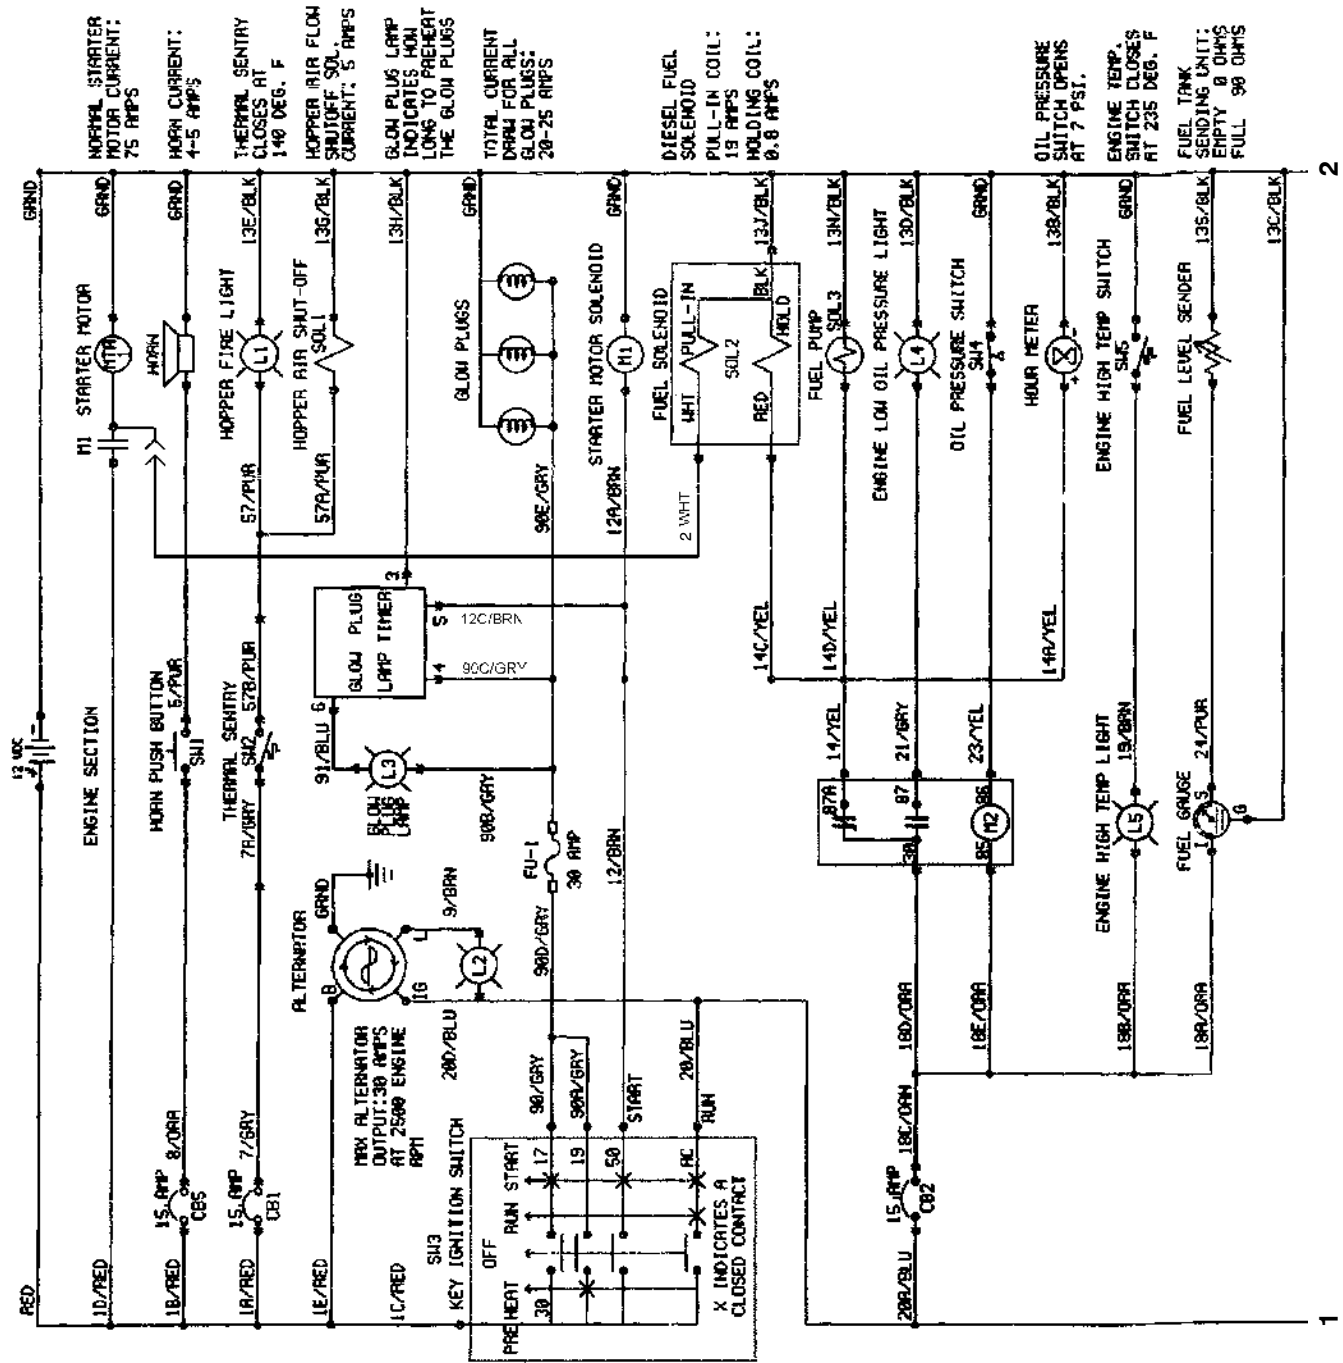 RED
12 VDC
GRND
1D/RED
ENGINE SECTION
M1
STARTER MOTOR
MTR
1
GRND
NORMAL STARTER
MOTOR CURRENT:
75 AMPS
1B/RED
15 AMP
CB5
8/ORA
HORN PUSH BUTTON
SW1
6/PUR
HORN
GRND
HORN CURRENT:
4-5 AMPS
1A/RED
15 AMP
CB1
7/GRY
7A/GRY
THERMAL SENTRY
SW2
57B/PUR
57/PUR
HOPPER FIRE LIGHT
L1
13E/BLK
THERMAL SENTRY
CLOSES AT
140 DEG. F
57A/PUR
HOPPER AIR SHUT-OFF
SOL1
13G/BLK
HOPPER AIR FLOW
SHUTOFF SOL.
CURRENT: 5 AMPS
1E/RED
MAX ALTERNATOR
OUTPUT:30 AMPS
AT 2500 ENGINE
RPM
ALTERNATOR
B
GRND
IG
L
9/BRN
L2
20D/BLU
91/BLU
6
GLOW PLUG
LAMP TIMER
3
4
5
90C/GRY
12C/BRN
13H/BLK
GLOW PLUG LAMP
INDICATES HOW
LONG TO PREHEAT
THE GLOW PLUGS
GLOW
PLUG
LAMP
L3
90B/GRY
1C/RED
SW3
KEY IGNITION SWITCH
PREHEAT
OFF
RUN
START
30
17
19
50
AC
X INDICATES A
CLOSED CONTACT
90/GRY
90A/GRY
START
RUN
20/BLU
90D/GRY
FU-1
30 AMP
90E/GRY
GLOW PLUGS
GRND
TOTAL CURRENT
DRAW FOR ALL
GLOW PLUGS:
20-25 AMPS
12/BRN
12A/BRN
STARTER MOTOR SOLENOID
M1
GRND
2 WHT
FUEL SOLENOID
WHT
PULL-IN
SOL2
RED
HOLD
BLK
13J/BLK
DIESEL FUEL
SOLENOID
PULL-IN COIL:
19 AMPS
HOLDING COIL:
0.8 AMPS
14C/YEL
14D/YEL
14/YEL
87A
FUEL PUMP
SOL3
13N/BLK
20A/BLU
15 AMP
CB2
18C/ORN
18D/ORA
30
87
21/GRY
ENGINE LOW OIL PRESSURE LIGHT
L4
13D/BLK
18E/ORA
85
M2
86
23/YEL
OIL PRESSURE SWITCH
SW4
GRND
14A/YEL
HOUR METER
+
-
13B/BLK
OIL PRESSURE
SWITCH OPENS
AT 7 PSI.
18B/ORA
ENGINE HIGH TEMP LIGHT
L5
19/BRN
ENGINE HIGH TEMP SWITCH
SW5
GRND
ENGINE TEMP.
SWITCH CLOSES
AT 235 DEG. F
18A/ORA
FUEL GAUGE
I
S
G
24/PUR
FUEL LEVEL SENDER
13S/BLK
FUEL TANK
SENDING UNIT:
EMPTY 0 OHMS
FULL 90 OHMS
13C/BLK
1
2